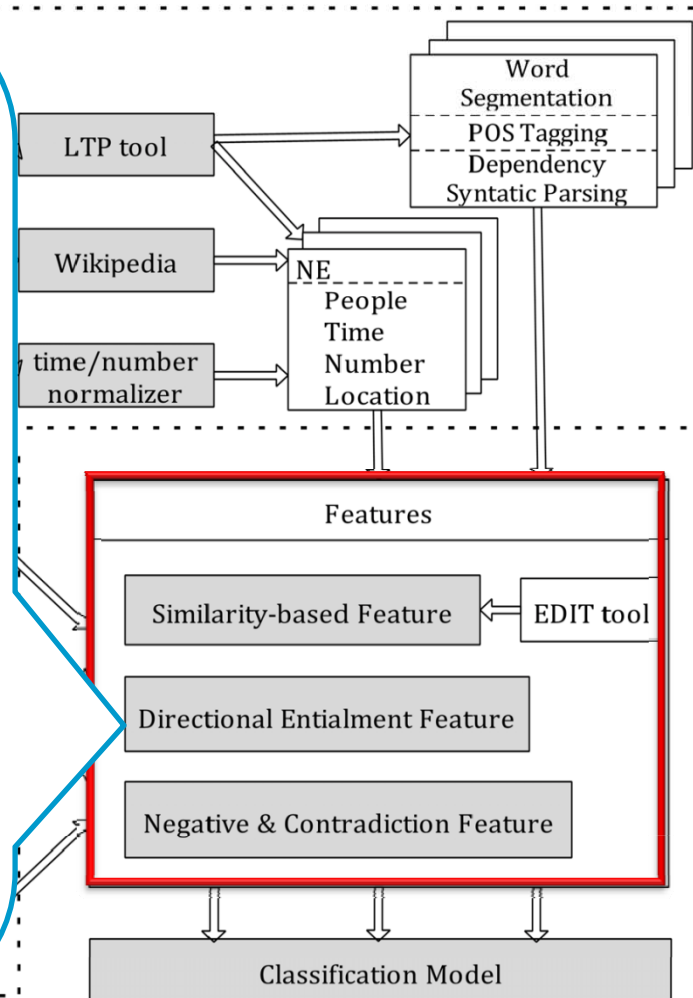 Word
Segmentation
POS Tagging
Dependency
Syntatic Parsing
LTP tool
Wikipedia
time/number
normalizer
NE
People
Time
Number
Location
Features
Similarity-based Feature
EDIT tool
Directional Entialment Feature
Negative & Contradiction Feature
Classification Model